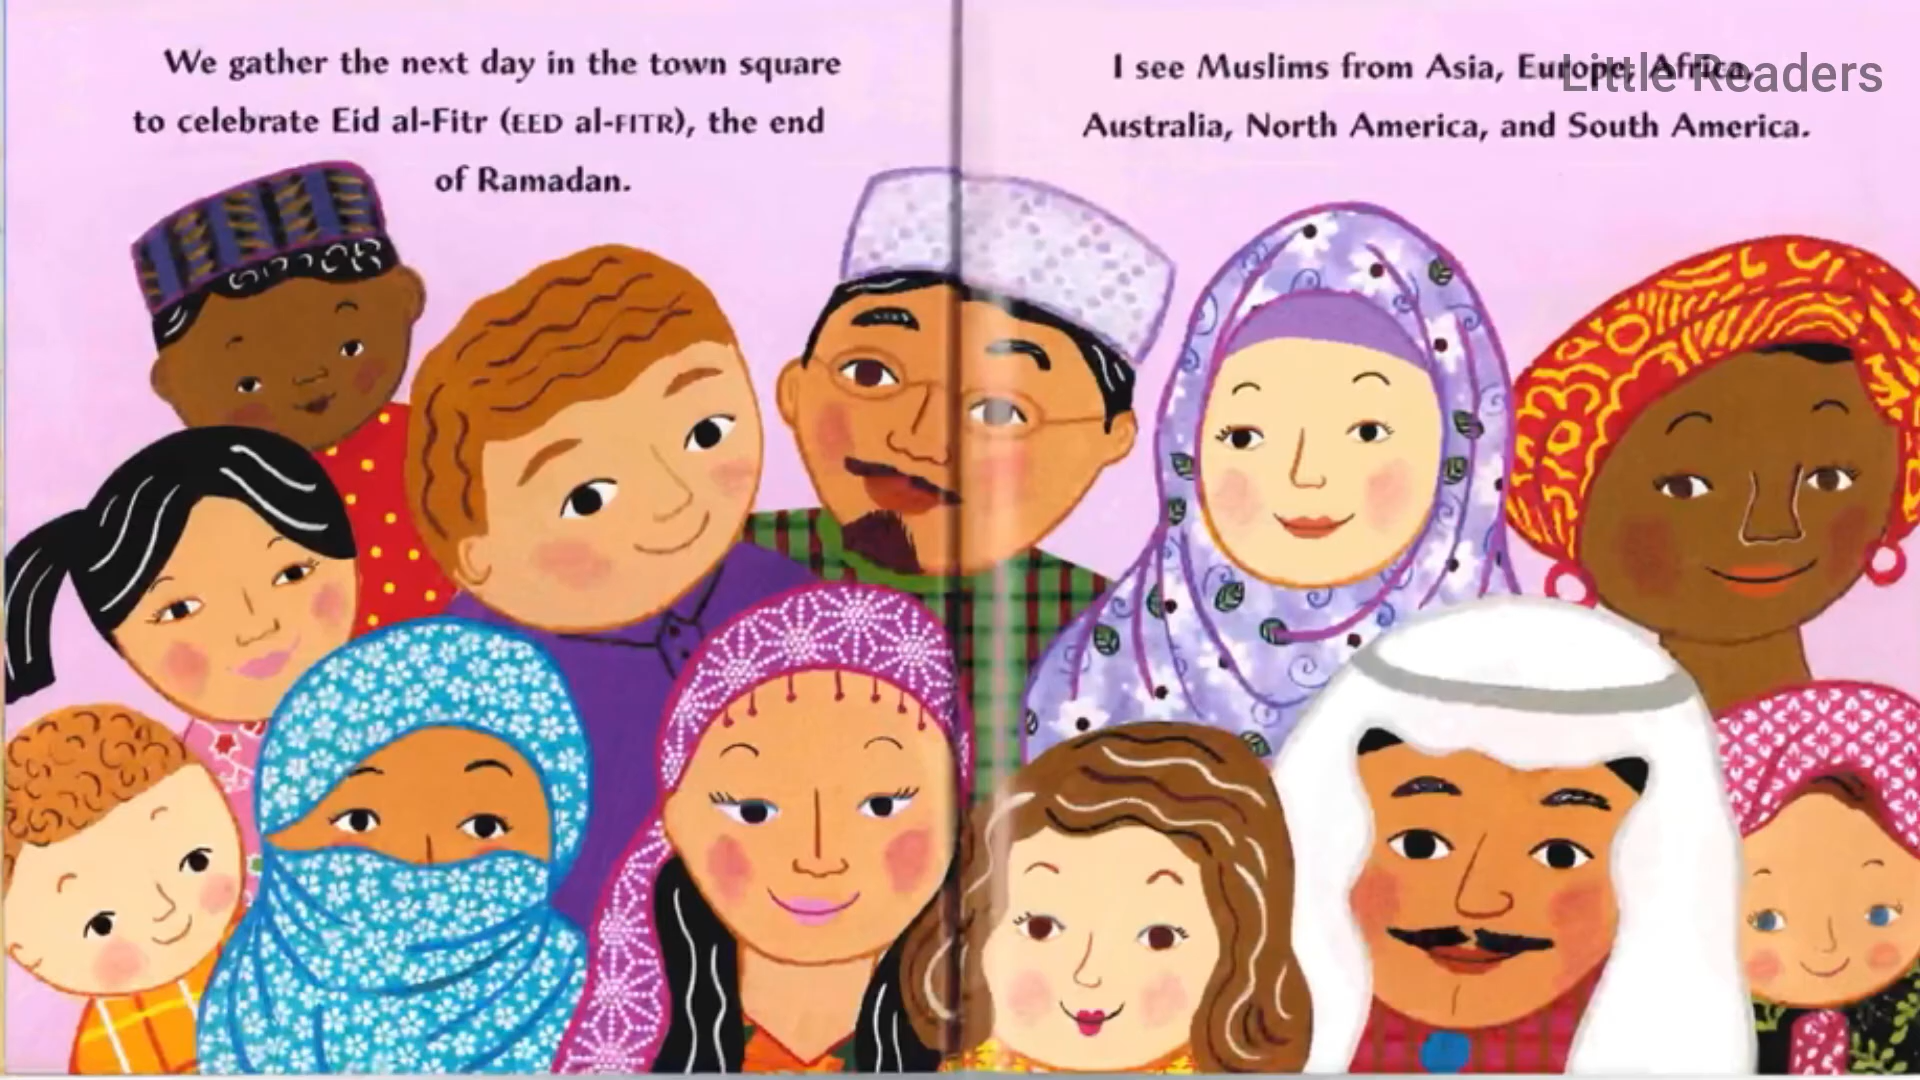 We gather the next day in the town square
to celebrate Eid al-Fitr (EED al-FITR), the end
of Ramadan.
I see Muslims from Asia, Europe, Africa,
Australia, North America, and South America.
Little Readers